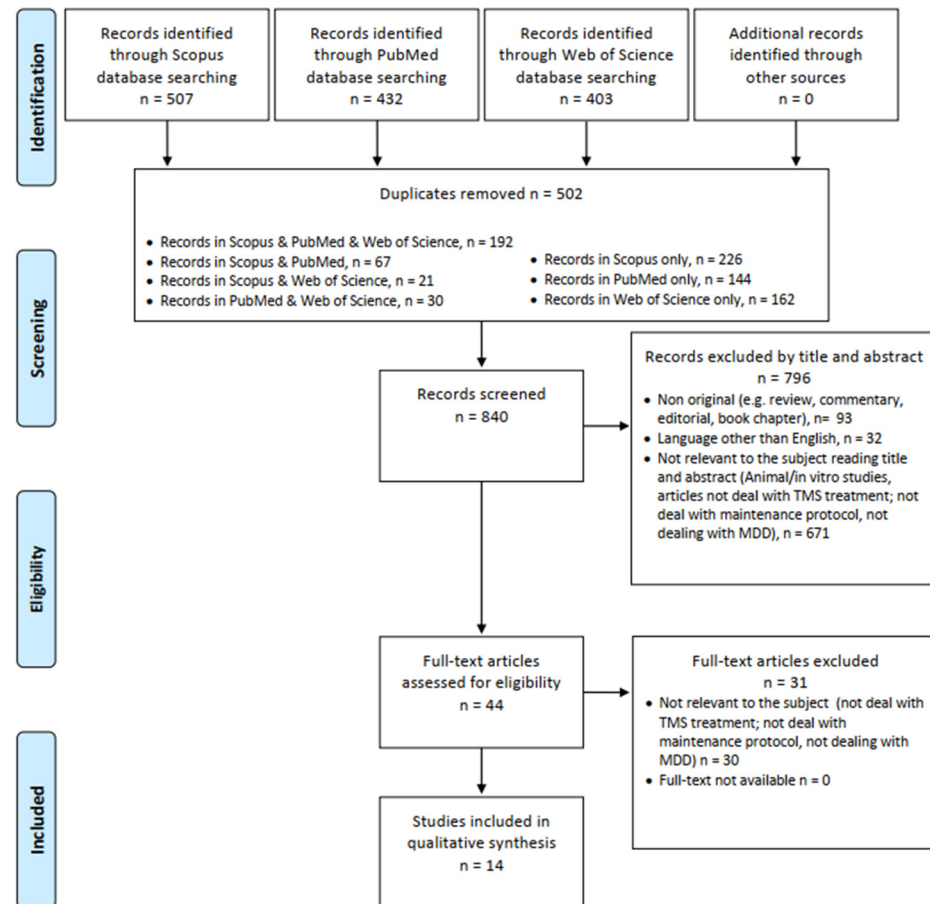 Identification
Records identified
through Scopus
database searching
n = 507
Records identified
through PubMed
database searching
n = 432
Records identified
through Web of Science
database searching
n = 403
Additional records
identified through
other sources
n = 0
Duplicates removed n = 502
• Records in Scopus & PubMed & Web of Science, n = 192
• Records in Scopus & PubMed, n = 67
• Records in Scopus & Web of Science, n = 21
• Records in PubMed & Web of Science, n = 30
• Records in Scopus only, n = 226
• Records in PubMed only, n = 144
• Records in Web of Science only, n = 162
Screening
Records screened
n = 840
Records excluded by title and abstract
n = 796
• Non original (e.g. review, commentary,
editorial, book chapter), n= 93
• Language other than English, n = 32
• Not relevant to the subject reading title
and abstract (Animal/in vitro studies,
articles not deal with TMS treatment; not
deal with maintenance protocol, not
dealing with MDD), n = 671
Eligibility
Full-text articles
assessed for eligibility
n = 44
Full-text articles excluded
n = 31
• Not relevant to the subject (not deal with
TMS treatment; not deal with
maintenance protocol, not dealing with
MDD) n = 30
• Full-text not available n = 0
Included
Studies included in
qualitative synthesis
n = 14